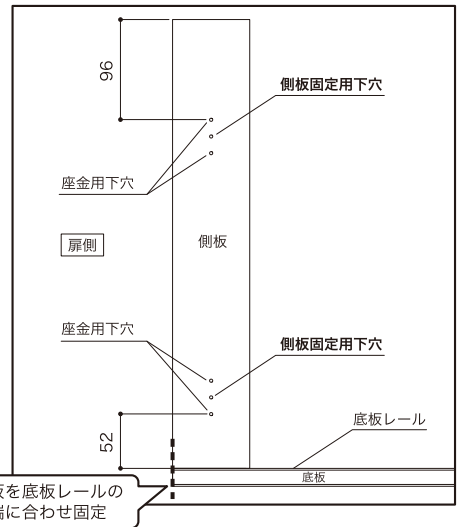 96
側板固定用下穴
座金用下穴
扉側
側板
座金用下穴
側板固定用下穴
底板レール
52
底板
を底板レールの
に合わせ固定